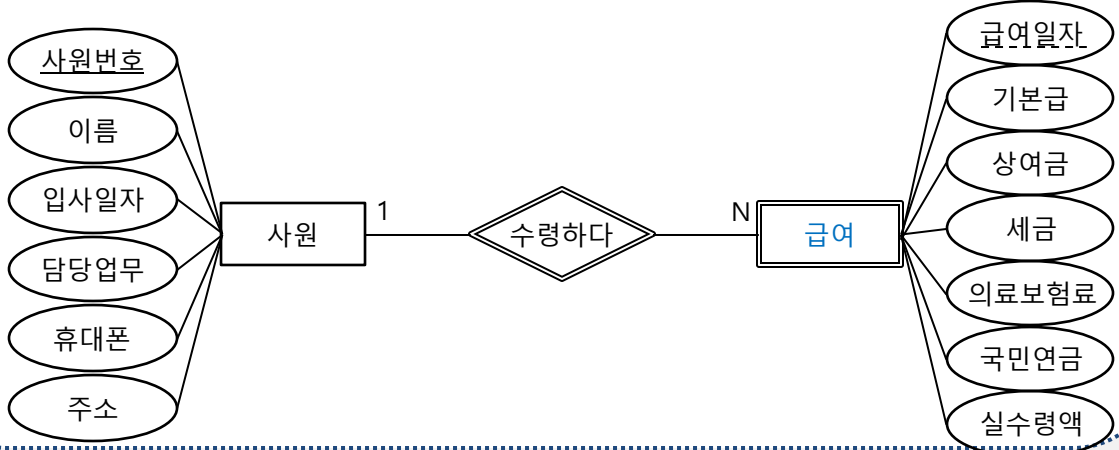 사원번호
이름
입사일자
담당업무
휴대폰
주소
사원
1
수령하다
N
급여
급여일자
기본급
상여금
세금
의료보험료
국민연금
실수령액